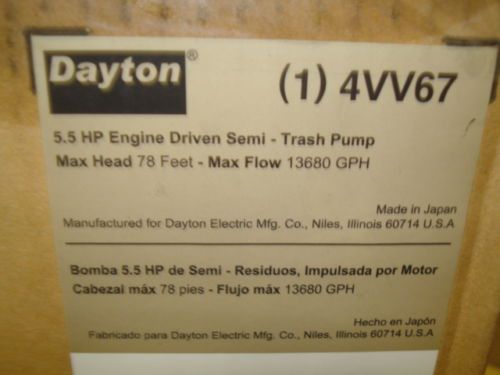 Dayton®
(1) 4VV67
5.5 HP Engine Driven Semi - Trash Pump
Max Head 78 Feet - Max Flow 13680 GPH
Made in Japan
Manufactured for Dayton Electric Mfg. Co., Niles, Illinois 60714 U.S.A
Bomba 5.5 HP de Semi - Residuos, Impulsada por Motor
Cabezal máx 78 pies - Flujo máx 13680 GPH
Hecho en Japón
Fabricado para Dayton Electric Mfg. Co., Niles, Illinois 60714 U.S.A